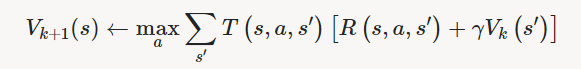 V_{k+1}(s) ← max_a ∑_{s'} T(s, a, s') [R(s, a, s') + γV_k(s')]